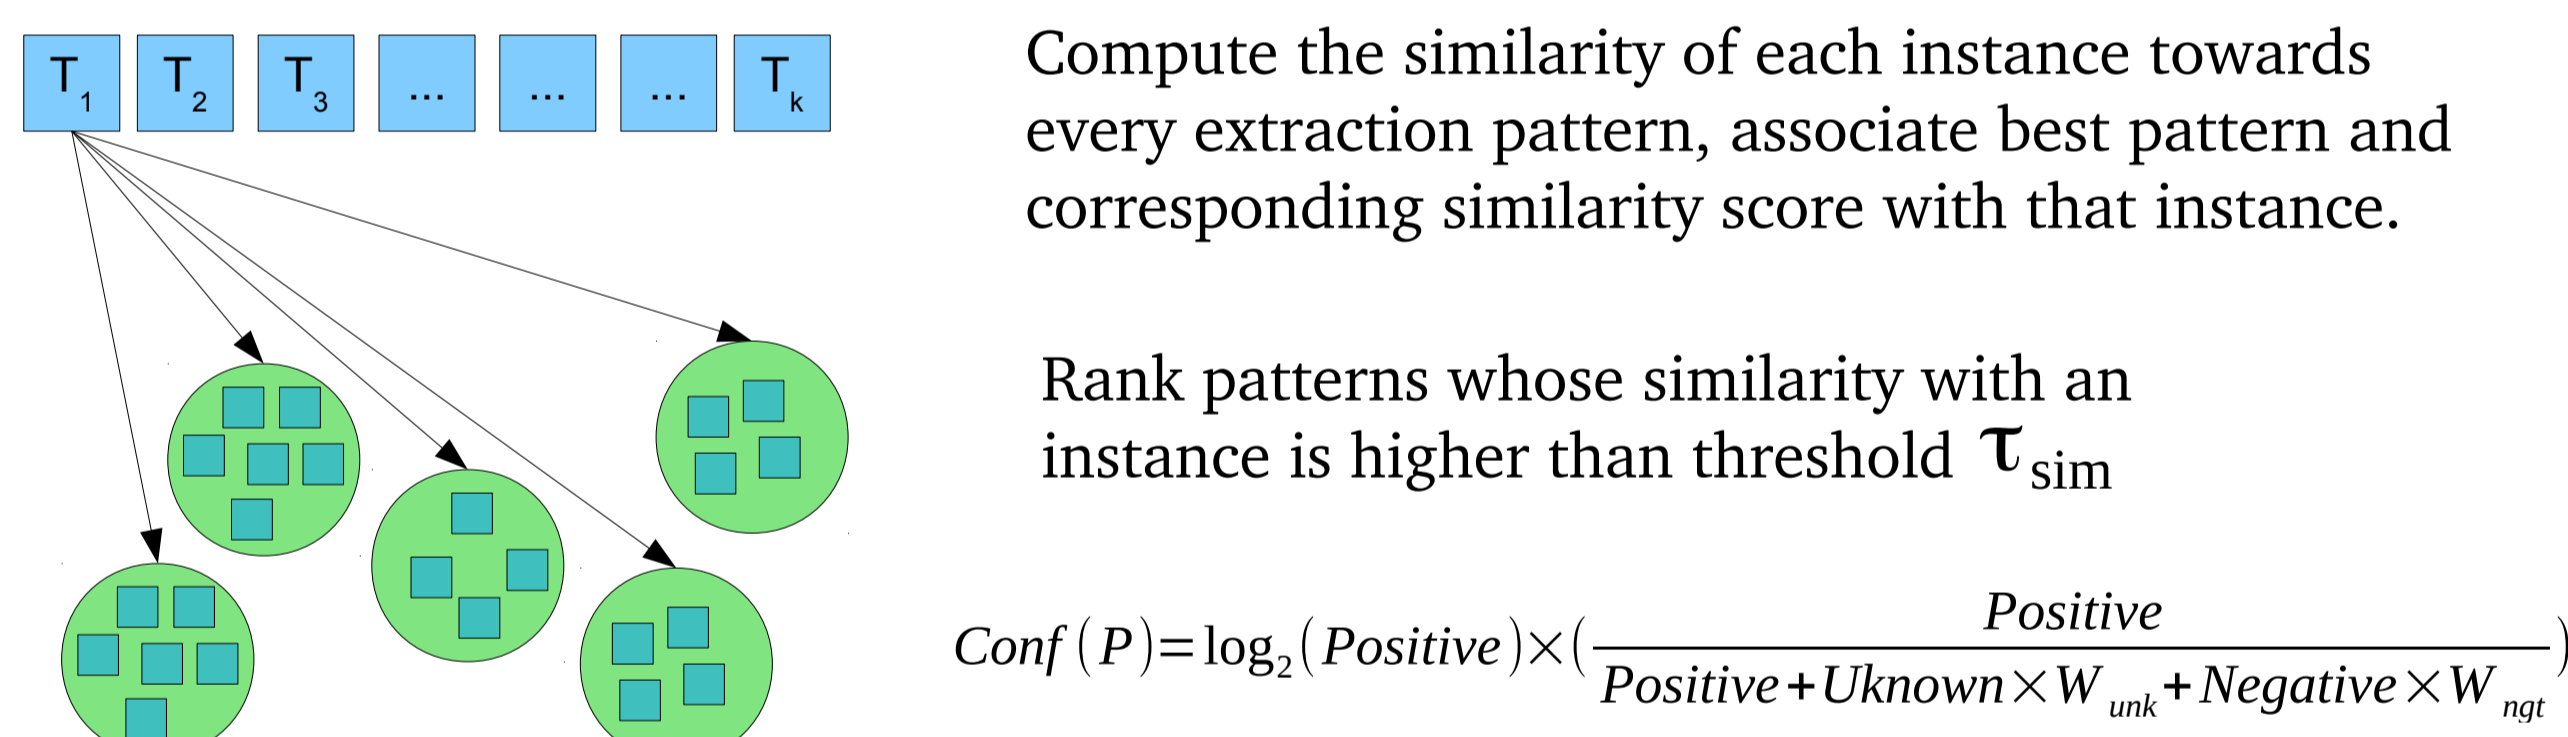 T1 T2 T3 ... ... ... Tk
Compute the similarity of each instance towards
every extraction pattern, associate best pattern and
corresponding similarity score with that instance.
Rank patterns whose similarity with an
instance is higher than threshold τsim
Conf(P)=log2(Positive)×(Positive/Positive+Uknown×Wunk+Negative×Wngt)